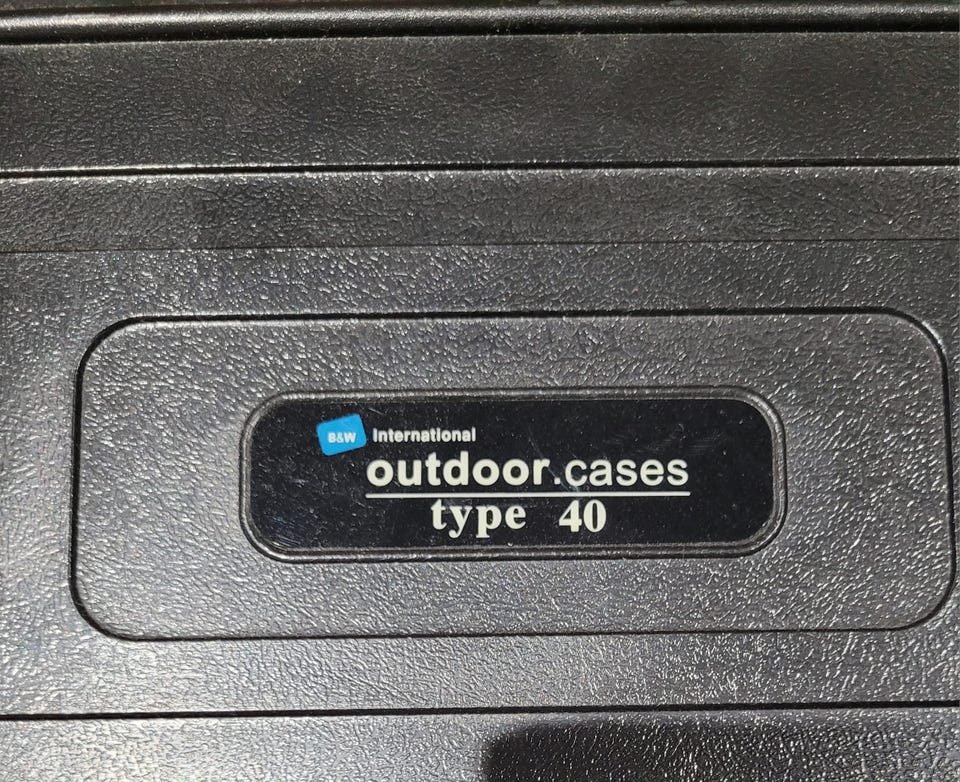 B&W International
outdoor.cases
type 40